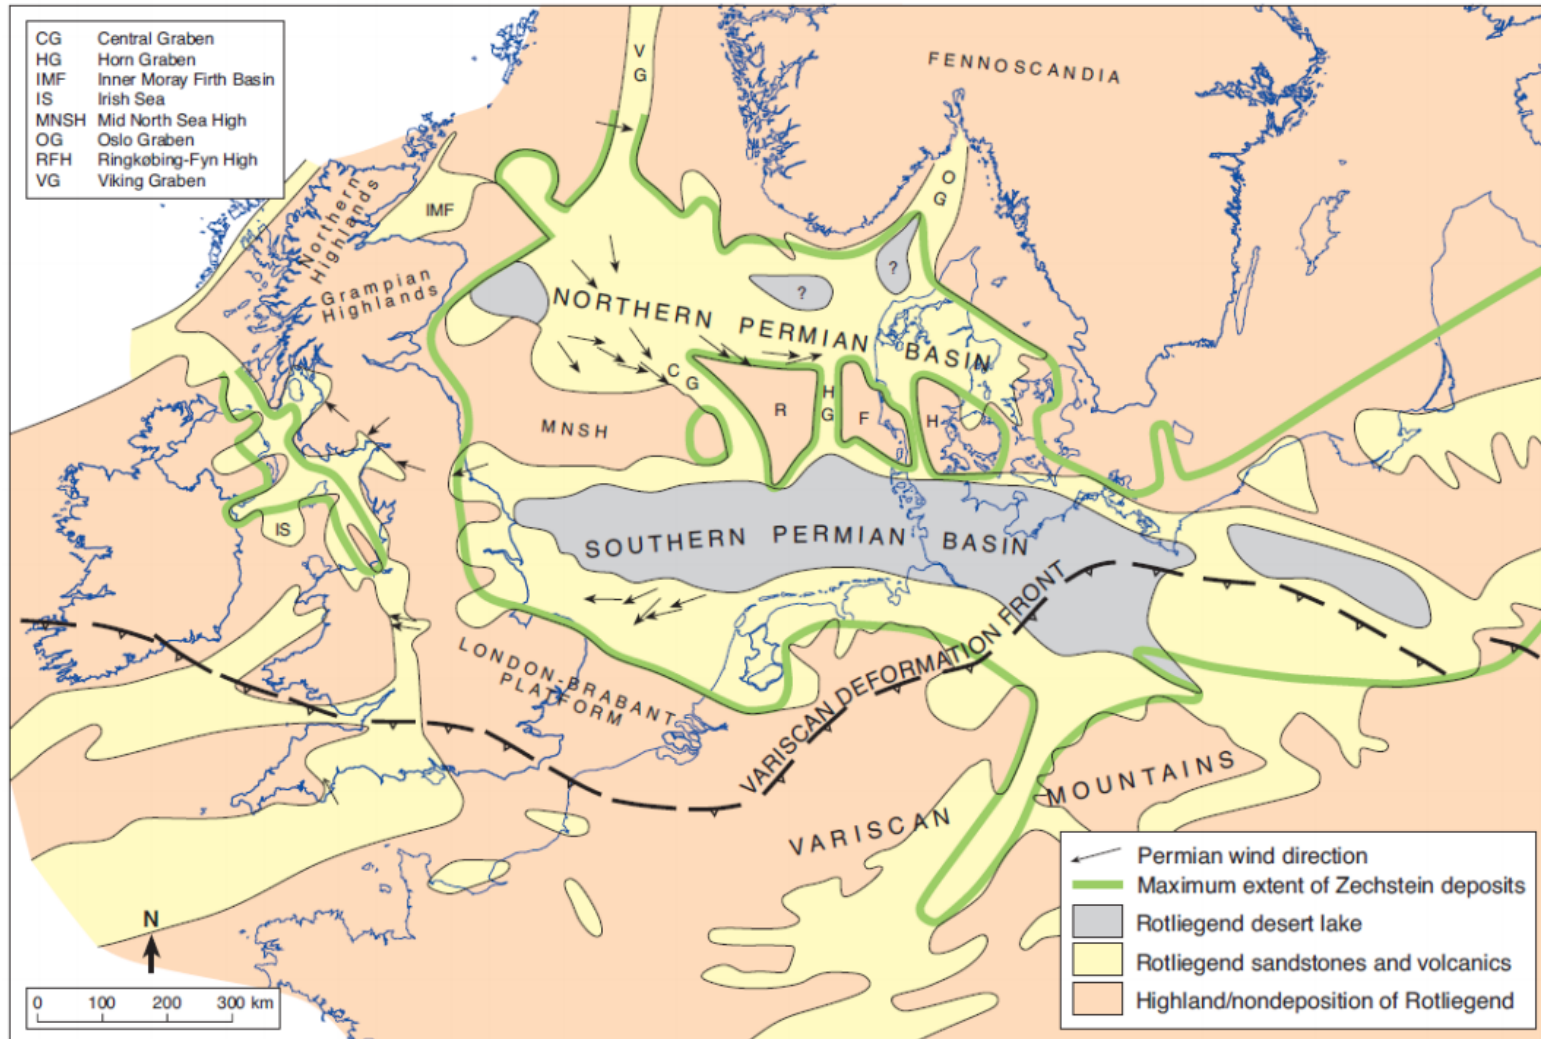 CG Central Graben
HG Horn Graben
IMF Inner Moray Firth Basin
IS Irish Sea
MNSH Mid North Sea High
OG Oslo Graben
RFH Ringkøbing-Fyn High
VG Viking Graben
VG
FENNOSCANDIA
Northern
Highlands
IMF
OG
Grampian
Highlands
?
?
NORTHERN PERMIAN BASIN
CG
HG
R
F
H
MNSH
IS
SOUTHERN PERMIAN BASIN
VARISCAN DEFORMATION FRONT
LONDON-BRABANT
PLATFORM
VARISCAN MOUNTAINS
N
0 100 200 300 km
Permian wind direction
Maximum extent of Zechstein deposits
Rotliegend desert lake
Rotliegend sandstones and volcanics
Highland/nondeposition of Rotliegend